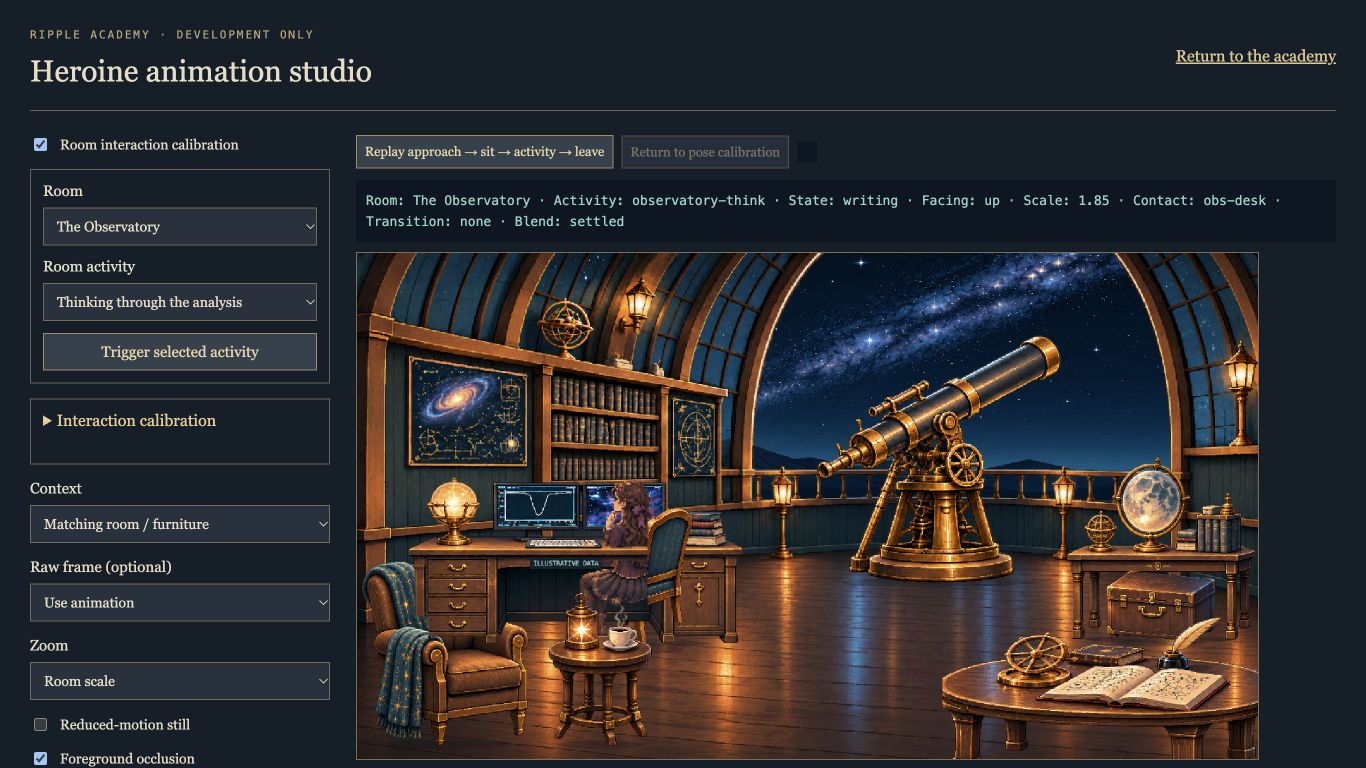 RIPPLE ACADEMY · DEVELOPMENT ONLY
Heroine animation studio
Return to the academy
Room interaction calibration
Room
The Observatory
Room activity
Thinking through the analysis
Trigger selected activity
Interaction calibration
Context
Matching room / furniture
Raw frame (optional)
Use animation
Zoom
Room scale
Reduced-motion still
Foreground occlusion
Replay approach → sit → activity → leave
Return to pose calibration
Room: The Observatory · Activity: observatory-think · State: writing · Facing: up · Scale: 1.85 · Contact: obs-desk ·
Transition: none · Blend: settled
ILLUSTRATIVE DATA